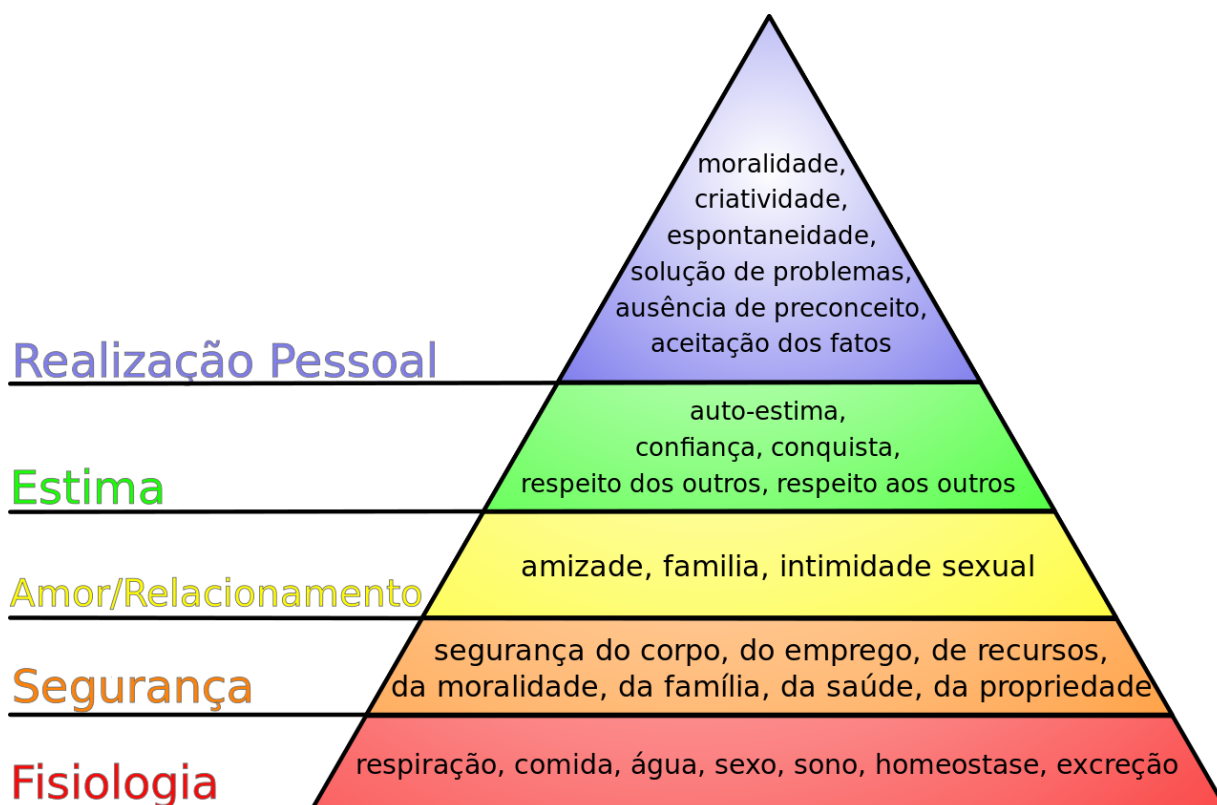 moralidade,
criatividade,
espontaneidade,
solução de problemas,
ausência de preconceito,
aceitação dos fatos
Realização Pessoal
auto-estima,
confiança, conquista,
respeito dos outros, respeito aos outros
Estima
amizade, familia, intimidade sexual
Amor/Relacionamento
segurança do corpo, do emprego, de recursos,
da moralidade, da família, da saúde, da propriedade
Segurança
respiração, comida, água, sexo, sono, homeostase, excreção
Fisiologia